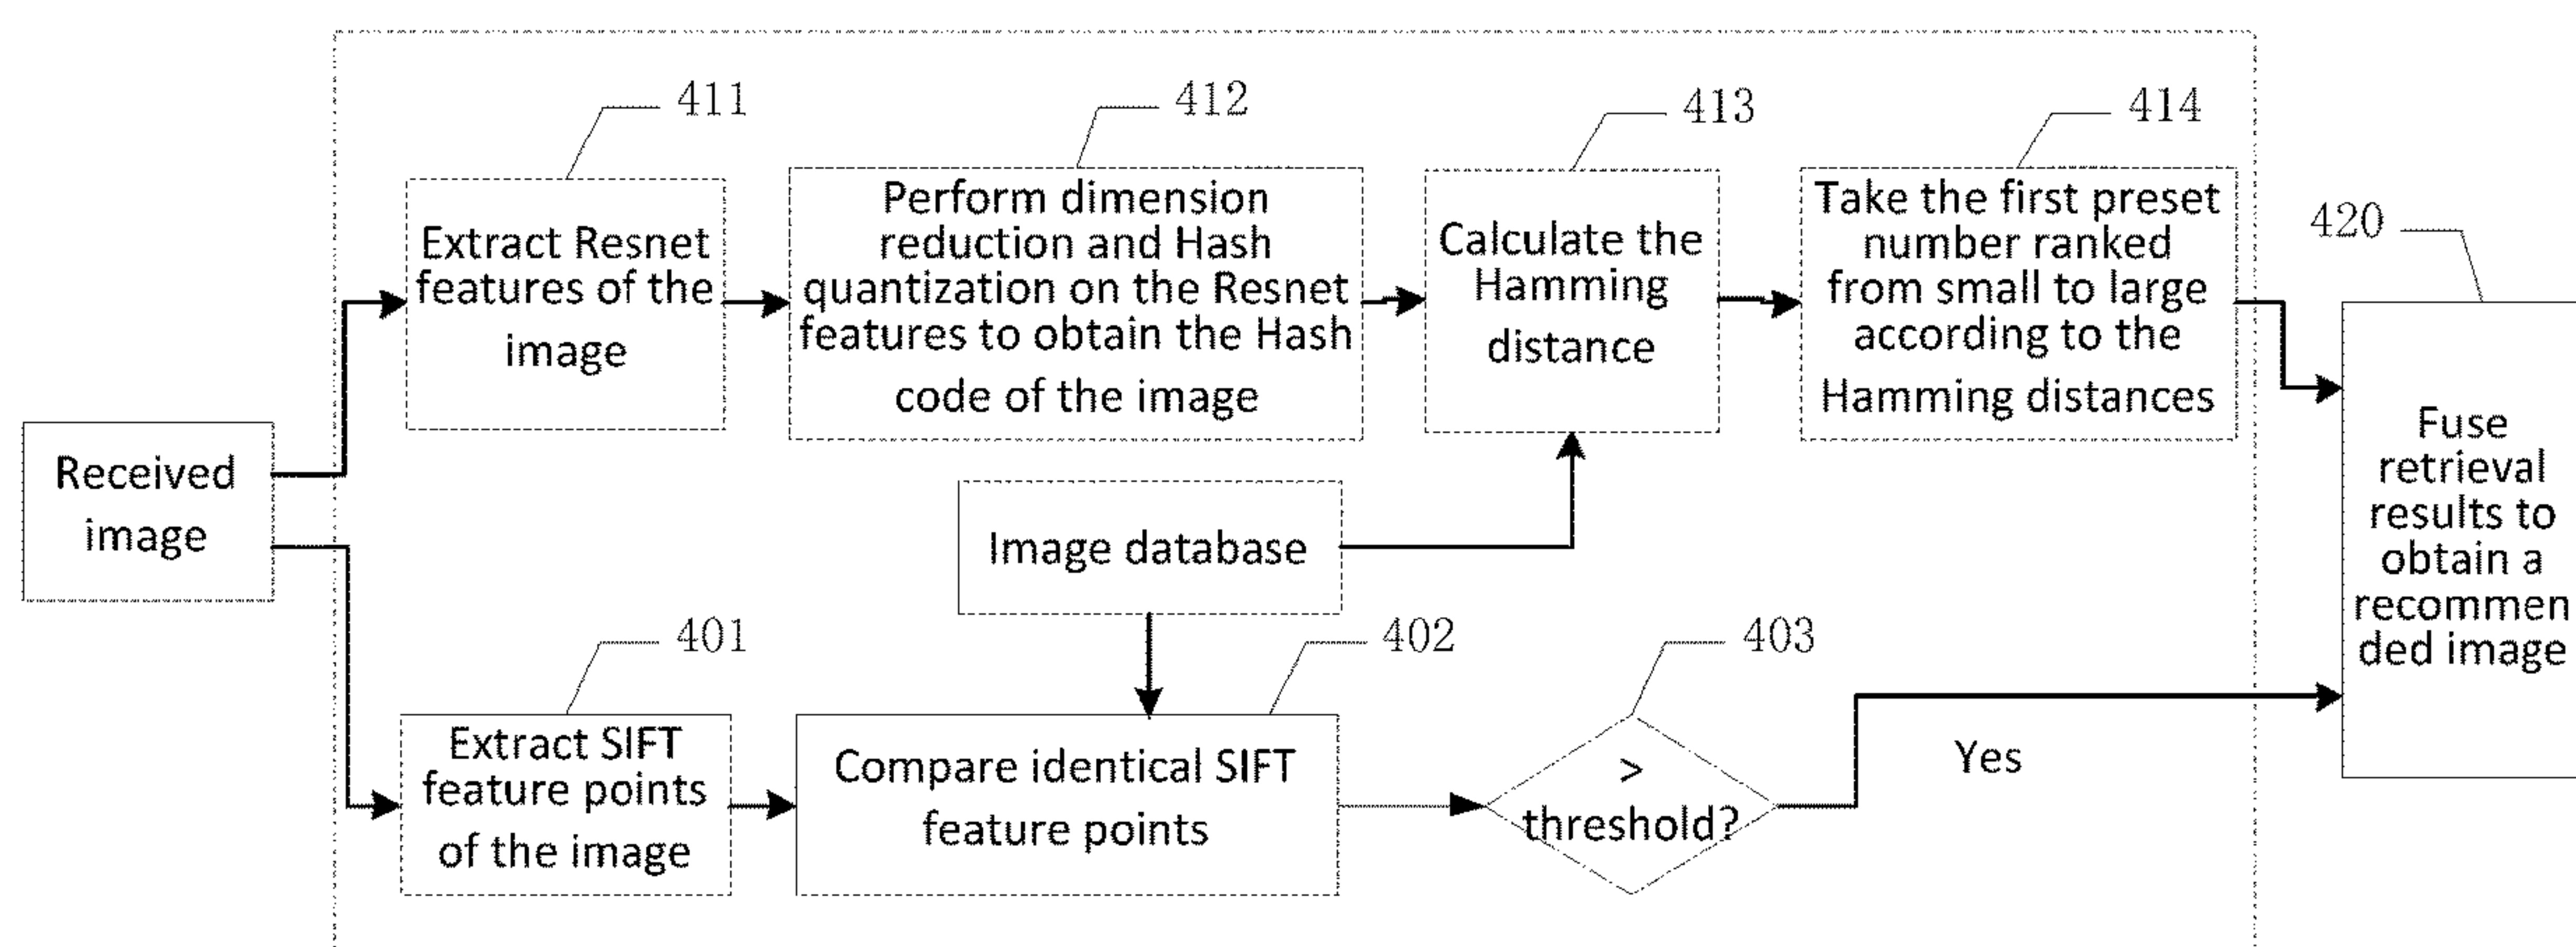 411
412
413
414
Extract Resnet
features of the
image
Perform dimension
reduction and Hash
quantization on the Resnet
features to obtain the Hash
code of the image
Calculate the
Hamming
distance
Take the first preset
number ranked
from small to large
according to the
Hamming distances
420
Received
image
Image database
Fuse
retrieval
results to
obtain a
recommen
ded image
401
402
403
Extract SIFT
feature points
of the image
Compare identical SIFT
feature points
>
threshold?
Yes